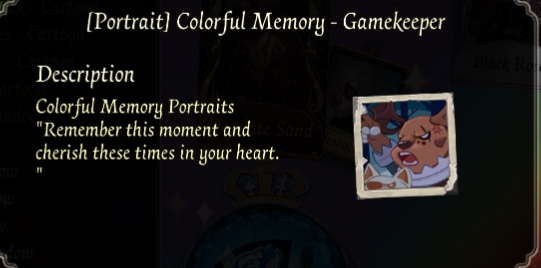 [Portrait] Colorful Memory - Gamekeeper
Description
Colorful Memory Portraits
"Remember this moment and
cherish these times in your heart.
"